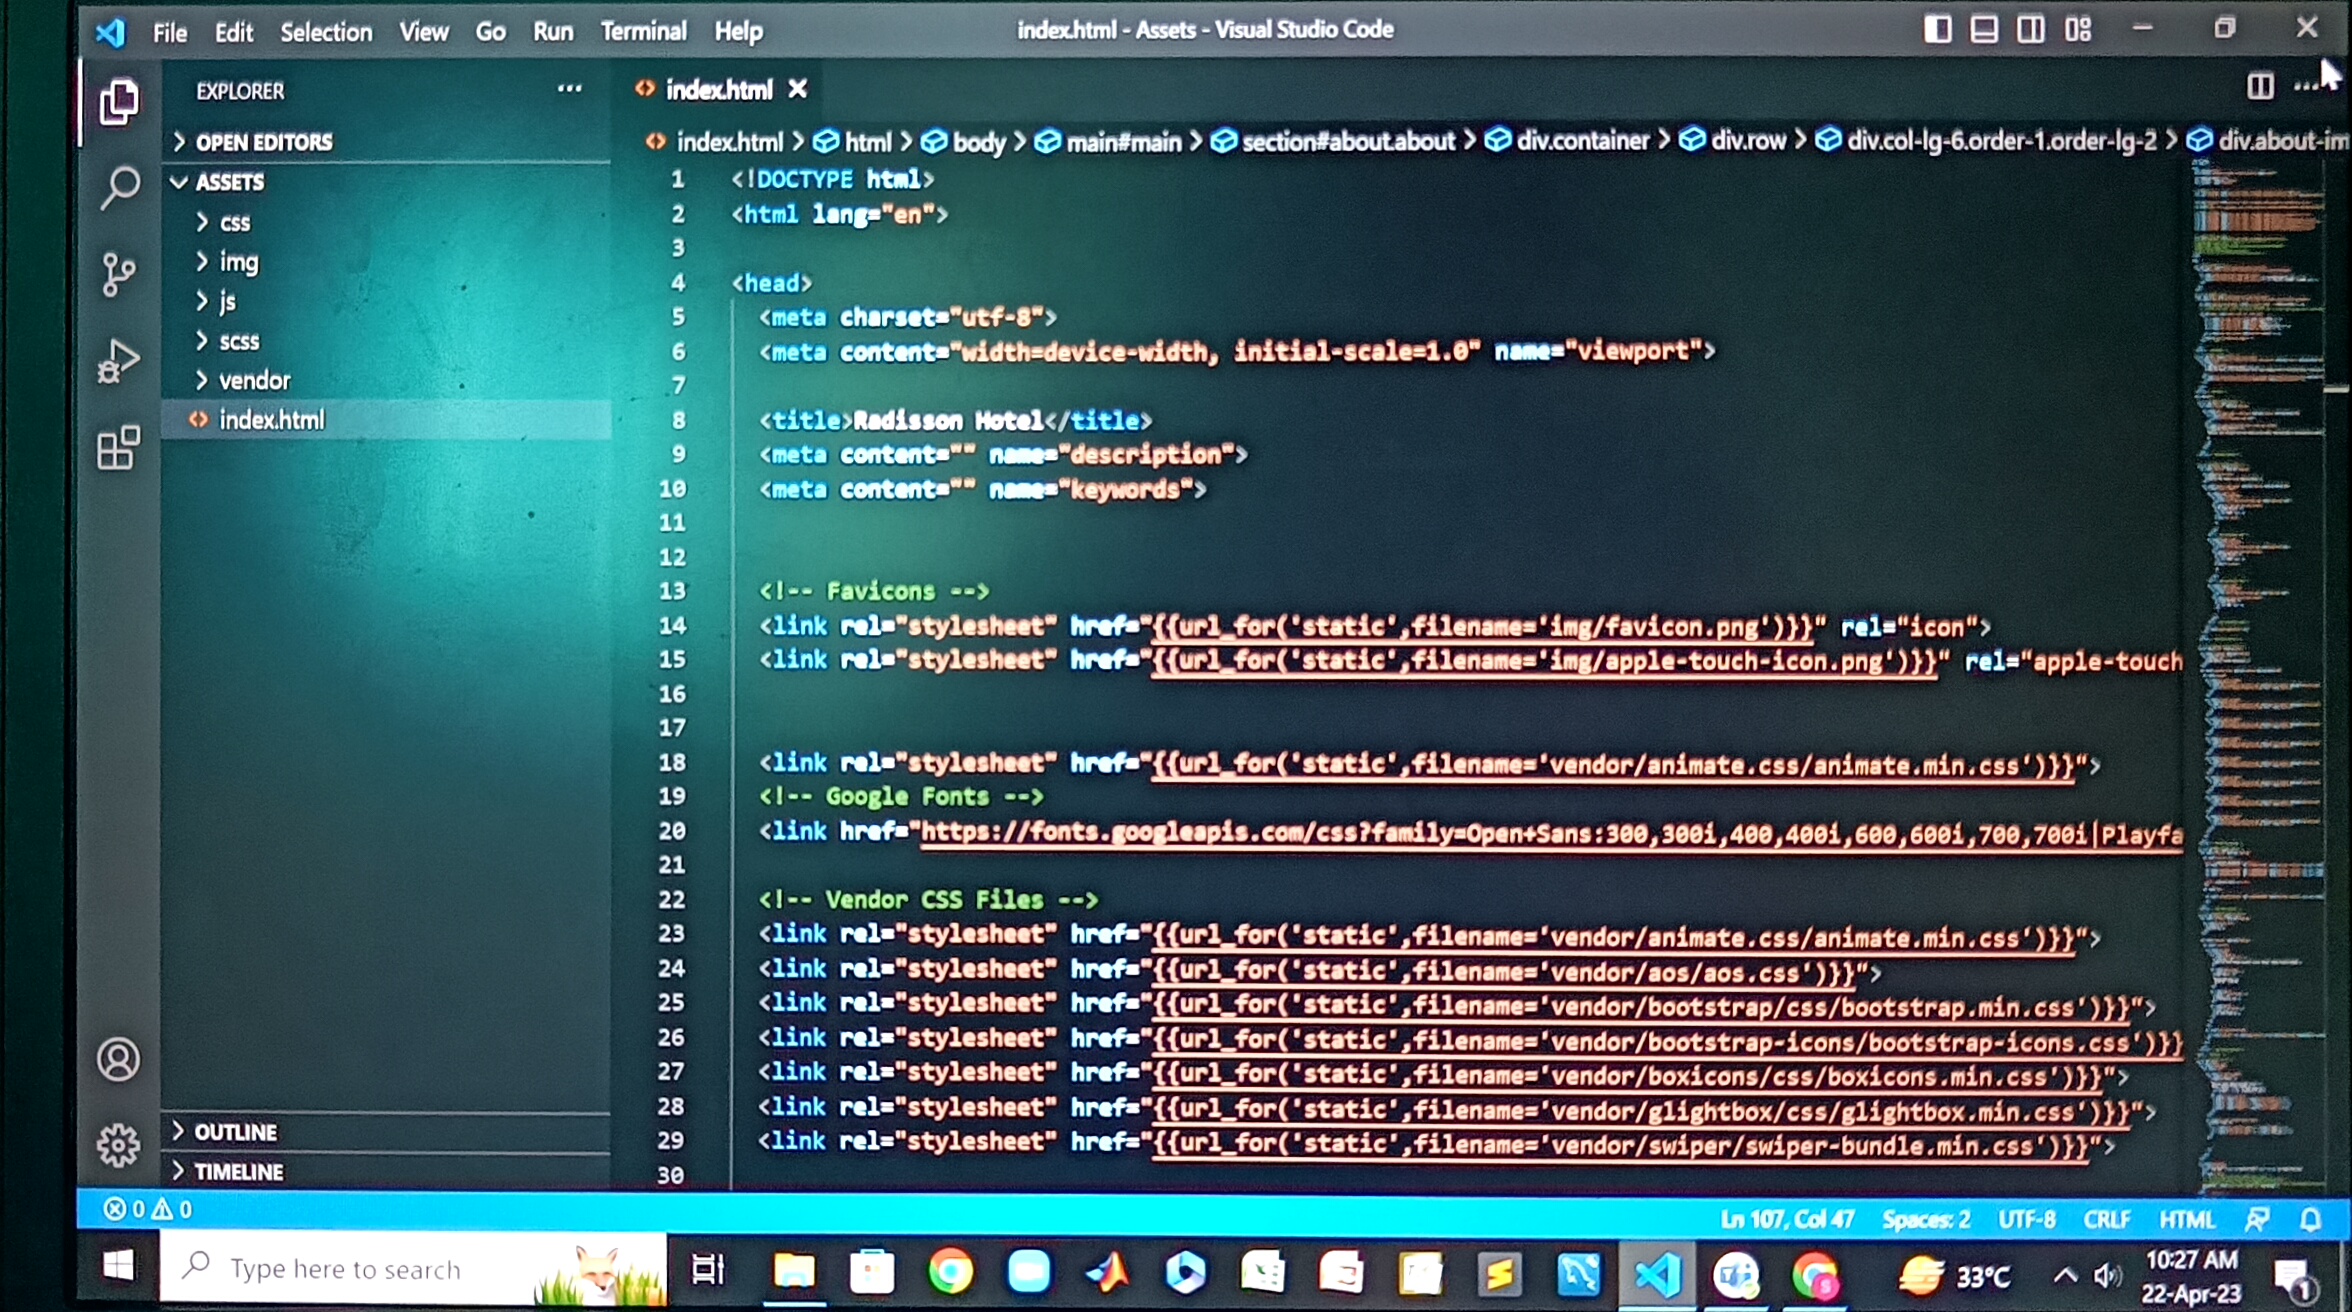 File Edit Selection View Go Run Terminal Help
index.html - Assets - Visual Studio Code
EXPLORER
OPEN EDITORS
ASSETS
css
img
js
scss
vendor
index.html
OUTLINE
TIMELINE
index.html
index.html > html > body > main#main > section#about.about > div.container > div.row > div.col-lg-6.order-1.order-lg-2 > div.about-im
1 <!DOCTYPE html>
2 <html lang="en">
3
4 <head>
5 <meta charset="utf-8">
6 <meta content="width=device-width, initial-scale=1.0" name="viewport">
7
8 <title>Radisson Hotel</title>
9 <meta content="" name="description">
10 <meta content="" name="keywords">
11
12
13 <!-- Favicons -->
14 <link rel="stylesheet" href="{{url_for('static',filename='img/favicon.png')}}" rel="icon">
15 <link rel="stylesheet" href="{{url_for('static',filename='img/apple-touch-icon.png')}}" rel="apple-touch
16
17
18 <link rel="stylesheet" href="{{url_for('static',filename='vendor/animate.css/animate.min.css')}}">
19 <!-- Google Fonts -->
20 <link href="https://fonts.googleapis.com/css?family=Open+Sans:300,300i,400,400i,600,600i,700,700i|Playfa
21
22 <!-- Vendor CSS Files -->
23 <link rel="stylesheet" href="{{url_for('static',filename='vendor/animate.css/animate.min.css')}}">
24 <link rel="stylesheet" href="{{url_for('static',filename='vendor/aos/aos.css')}}">
25 <link rel="stylesheet" href="{{url_for('static',filename='vendor/bootstrap/css/bootstrap.min.css')}}">
26 <link rel="stylesheet" href="{{url_for('static',filename='vendor/bootstrap-icons/bootstrap-icons.css')}}
27 <link rel="stylesheet" href="{{url_for('static',filename='vendor/boxicons/css/boxicons.min.css')}}">
28 <link rel="stylesheet" href="{{url_for('static',filename='vendor/glightbox/css/glightbox.min.css')}}">
29 <link rel="stylesheet" href="{{url_for('static',filename='vendor/swiper/swiper-bundle.min.css')}}">
30
0 0
Ln 107, Col 47 Spaces: 2 UTF-8 CRLF HTML
Type here to search
33°C
10:27 AM
22-Apr-23
1